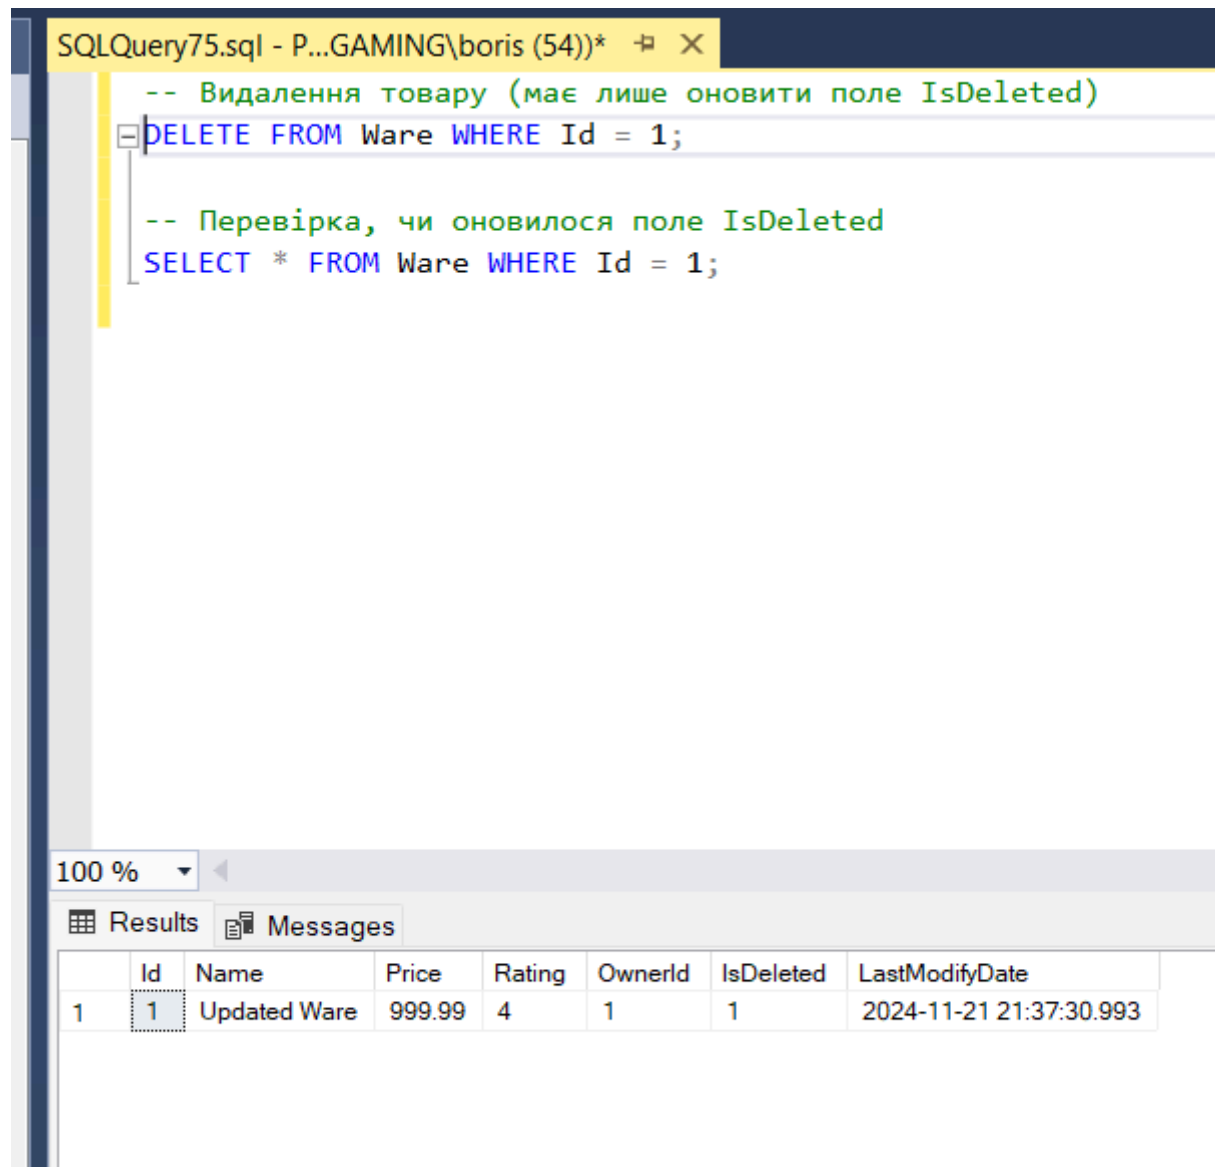 SQLQuery75.sql - P...GAMING\boris (54))*
-- Видалення товару (має лише оновити поле IsDeleted)
DELETE FROM Ware WHERE Id = 1;
-- Перевірка, чи оновилося поле IsDeleted
SELECT * FROM Ware WHERE Id = 1;
100 %
Results Messages
Id Name Price Rating OwnerId IsDeleted LastModifyDate
1 1 Updated Ware 999.99 4 1 1 2024-11-21 21:37:30.993